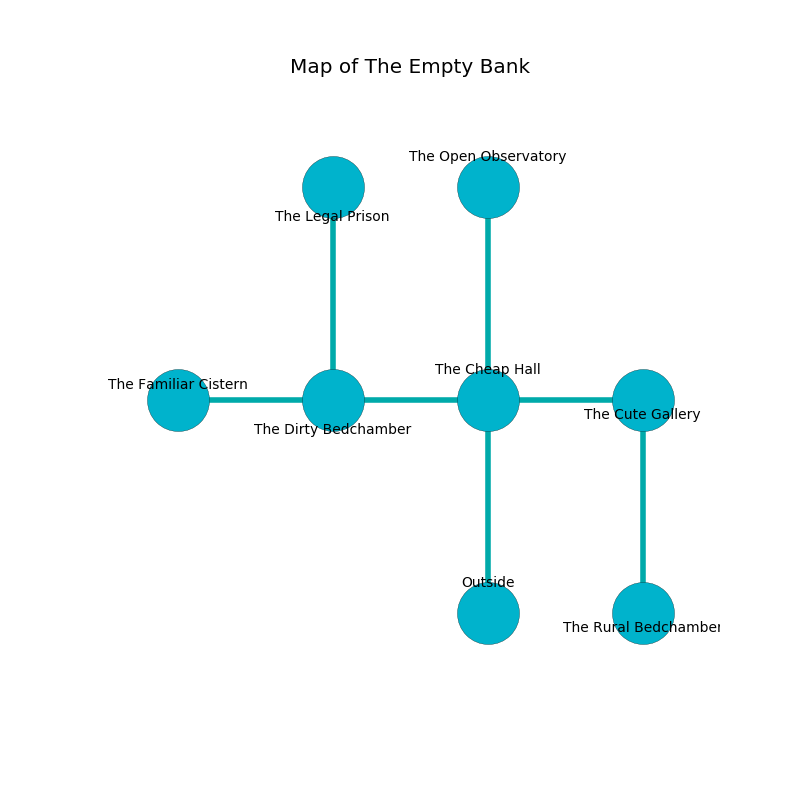 Map of The Empty Bank
The Open Observatory
The Legal Prison
The Cheap Hall
The Familiar Cistern
The Cute Gallery
The Dirty Bedchamber
Outside
The Rural Bedchamber